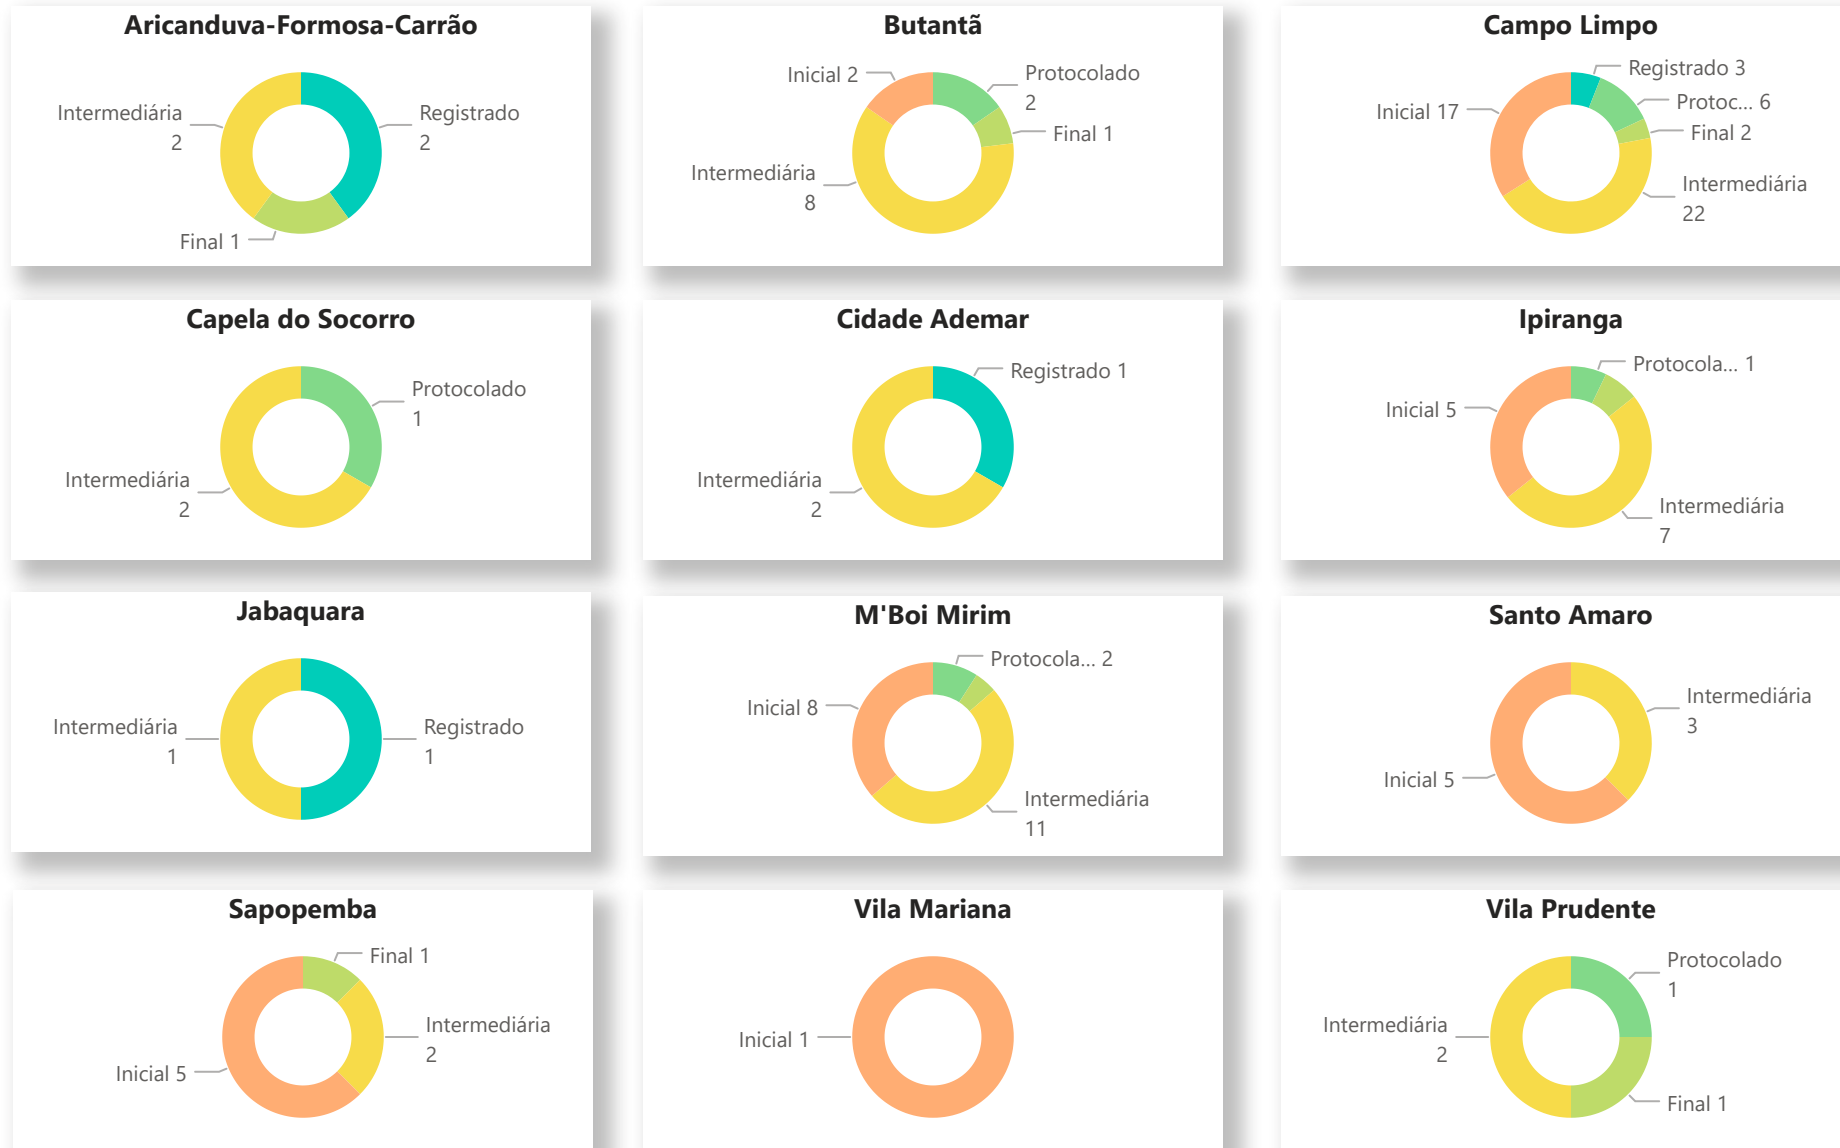 Aricanduva-Formosa-Carrão
Intermediária
2
Registrado
2
Final 1
Butantã
Inicial 2
Protocolado
2
Final 1
Intermediária
8
Campo Limpo
Registrado 3
Protoc... 6
Final 2
Inicial 17
Intermediária
22
Capela do Socorro
Protocolado
1
Intermediária
2
Cidade Ademar
Registrado 1
Intermediária
2
Ipiranga
Protocola... 1
Inicial 5
Intermediária
7
Jabaquara
Intermediária
1
Registrado
1
M'Boi Mirim
Protocola... 2
Inicial 8
Intermediária
11
Santo Amaro
Intermediária
3
Inicial 5
Sapopemba
Final 1
Intermediária
2
Inicial 5
Vila Mariana
Inicial 1
Vila Prudente
Protocolado
1
Intermediária
2
Final 1